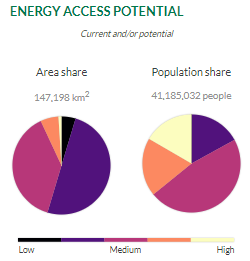 ENERGY ACCESS POTENTIAL
Current and/or potential
Area share Population share
147,198 km² 41,185,032 people
Low Medium High